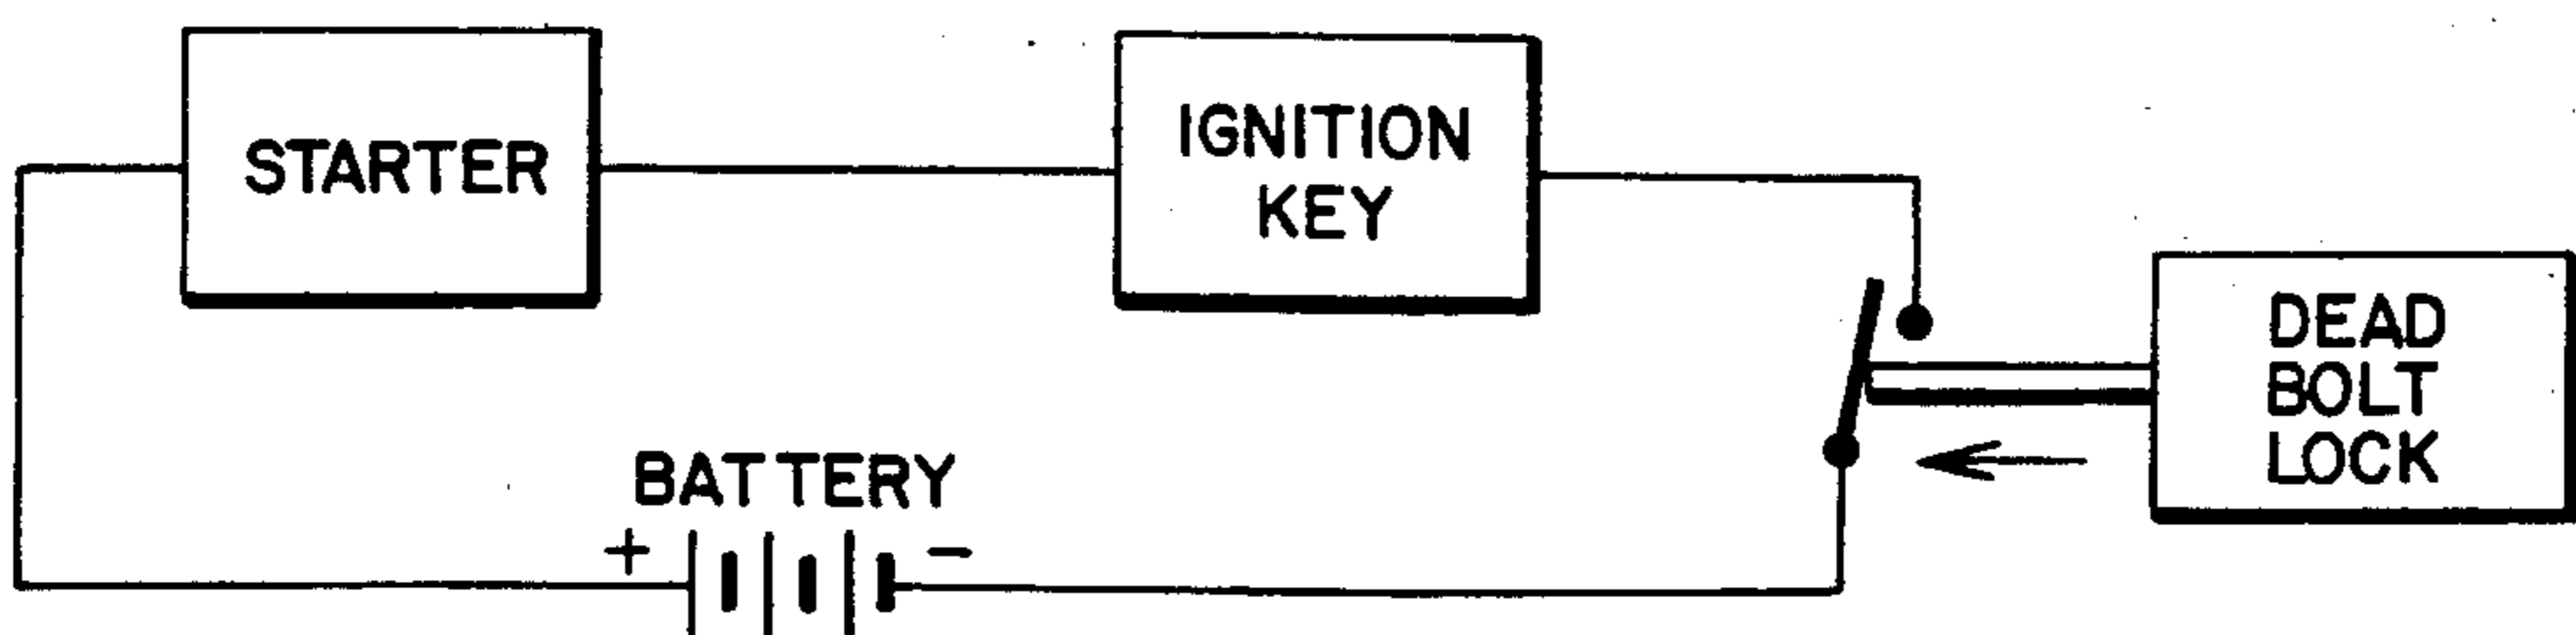 STARTER
IGNITION
KEY
DEAD
BOLT
LOCK
BATTERY
+ −